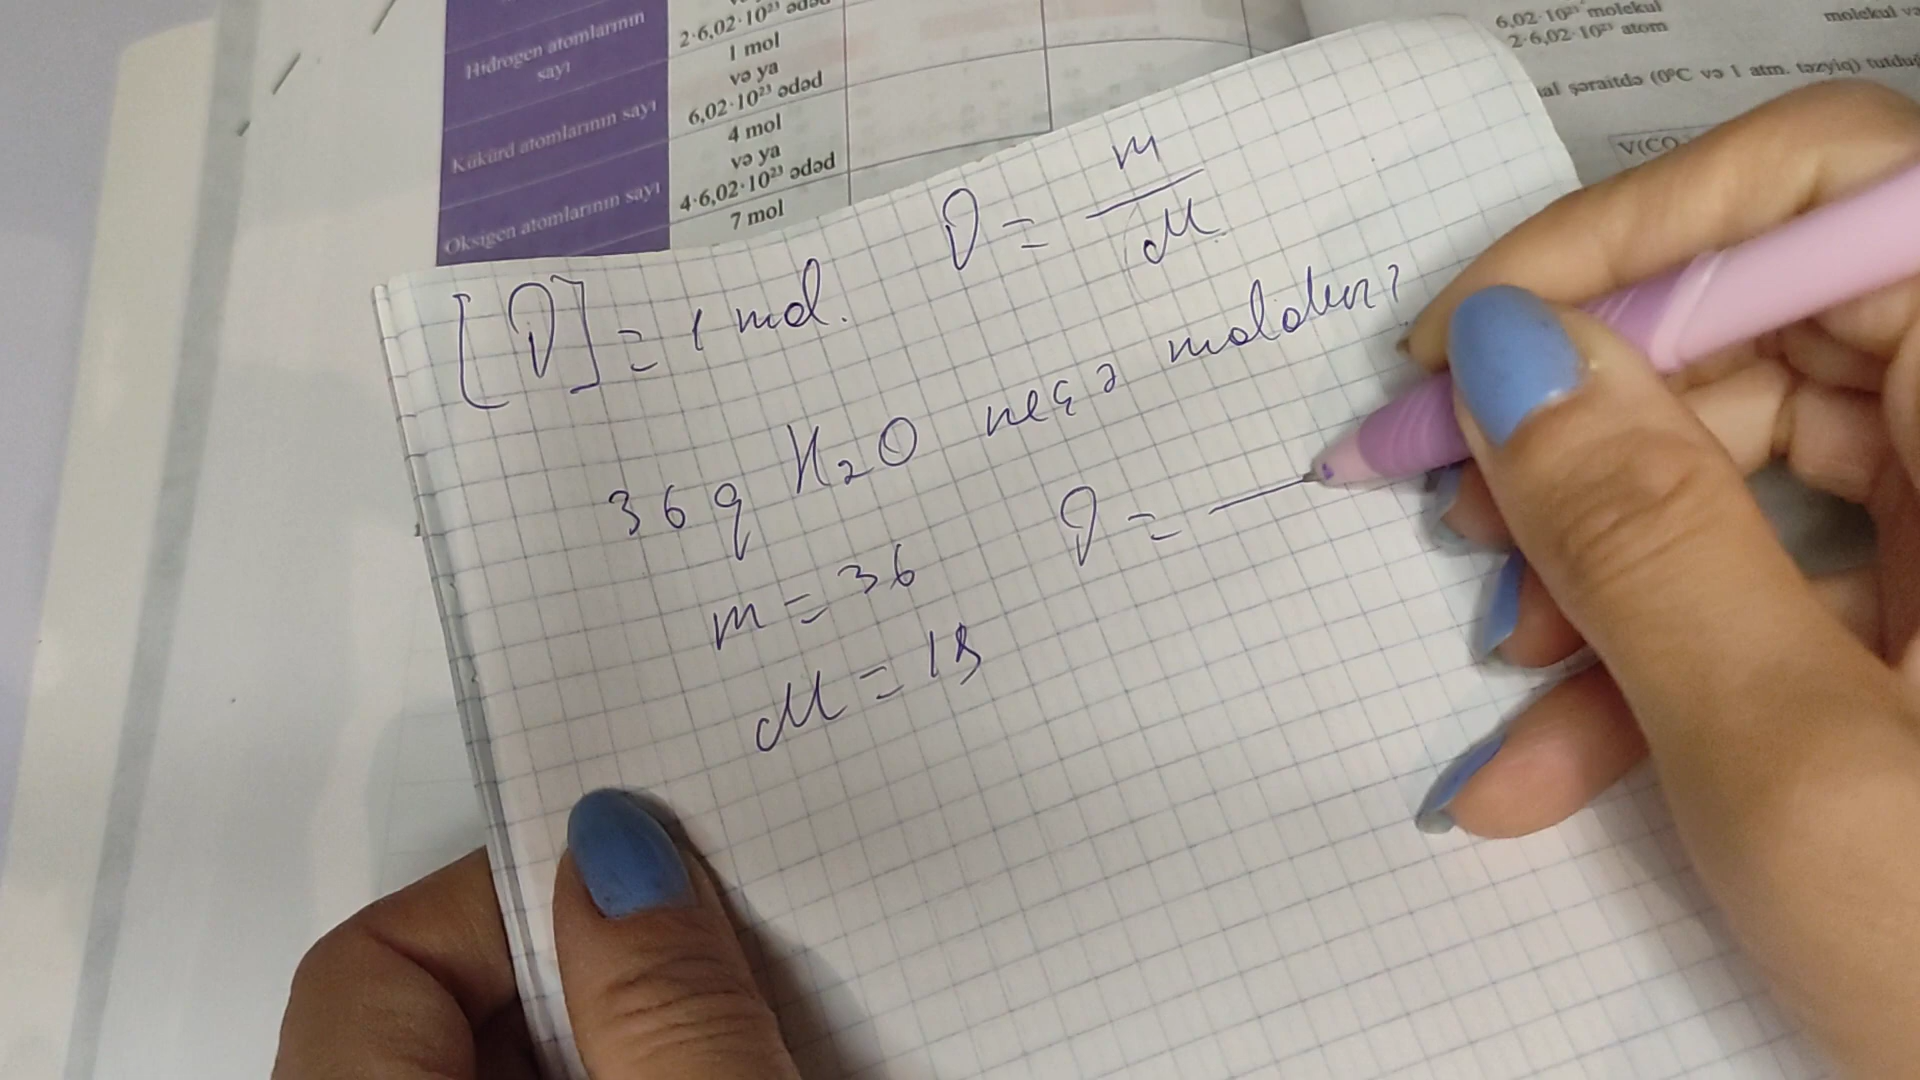 Hidrogen atomlarının
sayı
2·6,02·10²³ ədəd
1 mol
və ya
6,02·10²³ ədəd
Kükürd atomlarının sayı
4 mol
və ya
4·6,02·10²³ ədəd
Oksigen atomlarının sayı
7 mol
6,02·10²³ molekul
2·6,02·10²³ atom
molekul və
şəraitdə (0°C və 1 atm. təzyiq)
[ν] = 1 mol.
ν = m/M
36 q H₂O neçə moldur?
m = 36
ν =
M = 18